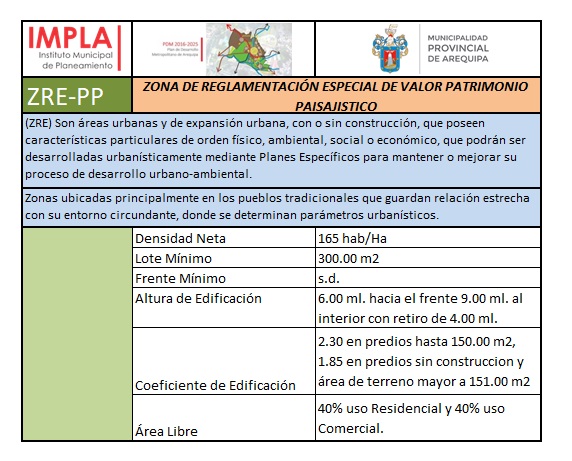 IMPLA
Instituto Municipal
de Planeamiento
PDM 2016-2025
Plan de Desarrollo
Metropolitano de Arequipa
MUNICIPALIDAD
PROVINCIAL
DE AREQUIPA
ZRE-PP
ZONA DE REGLAMENTACIÓN ESPECIAL DE VALOR PATRIMONIO
PAISAJISTICO
(ZRE) Son áreas urbanas y de expansión urbana, con o sin construcción, que poseen
características particulares de orden físico, ambiental, social o económico, que podrán ser
desarrolladas urbanísticamente mediante Planes Específicos para mantener o mejorar su
proceso de desarrollo urbano-ambiental.
Zonas ubicadas principalmente en los pueblos tradicionales que guardan relación estrecha
con su entorno circundante, donde se determinan parámetros urbanísticos.
Densidad Neta
165 hab/Ha
Lote Mínimo
300.00 m2
Frente Mínimo
s.d.
Altura de Edificación
6.00 ml. hacia el frente 9.00 ml. al
interior con retiro de 4.00 ml.
Coeficiente de Edificación
2.30 en predios hasta 150.00 m2,
1.85 en predios sin construccion y
área de terreno mayor a 151.00 m2
Área Libre
40% uso Residencial y 40% uso
Comercial.